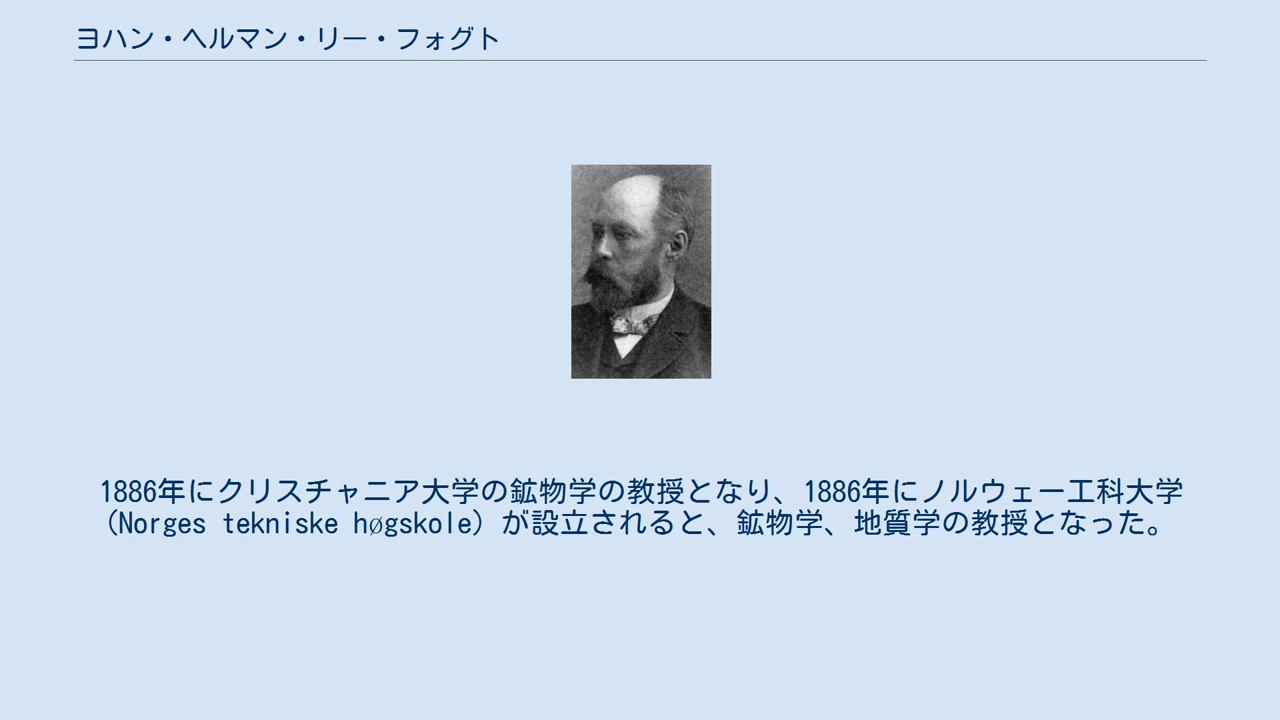 ヨハン・ヘルマン・リー・フォグト
1886年にクリスチャニア大学の鉱物学の教授となり、1886年にノルウェー工科大学
（Norges tekniske høgskole）が設立されると、鉱物学、地質学の教授となった。